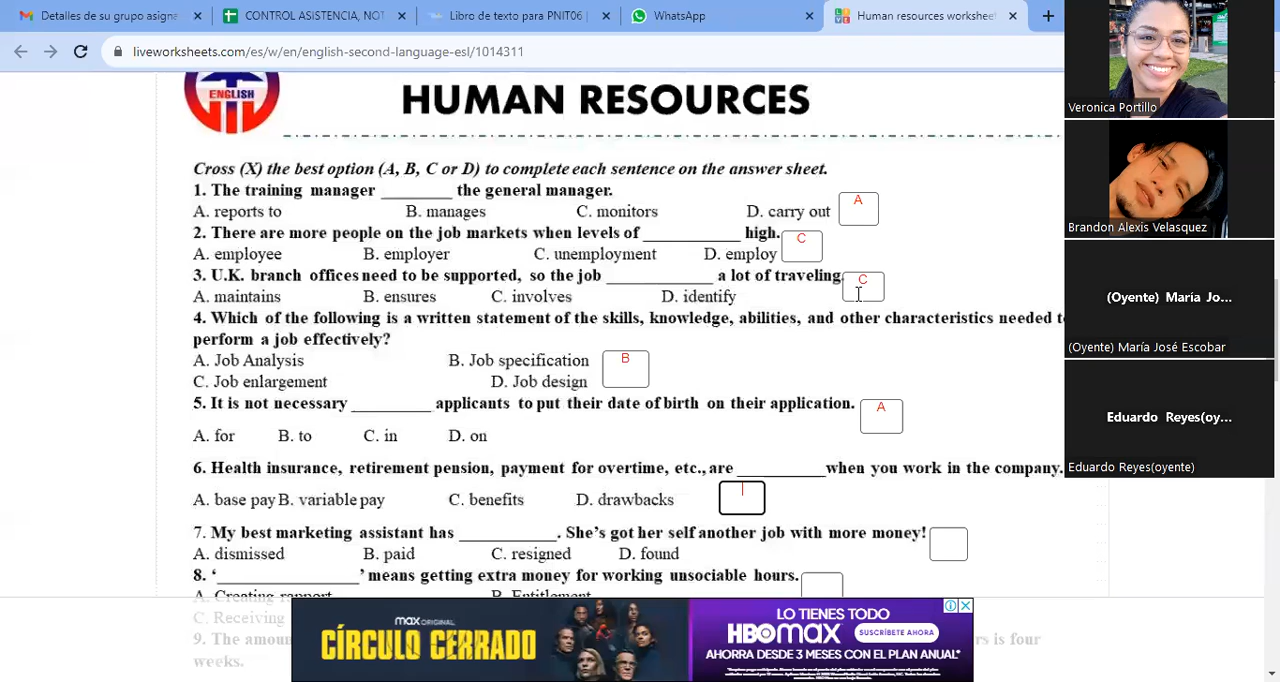 Detalles de su grupo asigna
CONTROL ASISTENCIA, NOT
Libro de texto para PNIT06
WhatsApp
Human resources worksheet
liveworksheets.com/es/w/en/english-second-language-esl/1014311
ENGLISH
HUMAN RESOURCES
Cross (X) the best option (A, B, C or D) to complete each sentence on the answer sheet.
1. The training manager ________ the general manager.
A. reports to B. manages C. monitors D. carry out A
2. There are more people on the job markets when levels of ___________ high. C
A. employee B. employer C. unemployment D. employ
3. U.K. branch offices need to be supported, so the job ____________ a lot of traveling. C
A. maintains B. ensures C. involves D. identify
4. Which of the following is a written statement of the skills, knowledge, abilities, and other characteristics needed to
perform a job effectively?
A. Job Analysis B. Job specification B
C. Job enlargement D. Job design
5. It is not necessary _________ applicants to put their date of birth on their application. A
A. for B. to C. in D. on
6. Health insurance, retirement pension, payment for overtime, etc., are __________when you work in the company.
A. base pay B. variable pay C. benefits D. drawbacks
7. My best marketing assistant has ___________. She's got her self another job with more money!
A. dismissed B. paid C. resigned D. found
8. '________________' means getting extra money for working unsociable hours.
A. Creating rapport B. Entitlement
C. Receiving
9. The amoun
rs is four
weeks.
max ORIGINAL
CÍRCULO CERRADO
LO TIENES TODO
HBOMAX SUSCRÍBETE AHORA
AHORA DESDE 3 MESES CON EL PLAN ANUAL*
Veronica Portillo
Brandon Alexis Velasquez
(Oyente) María Jo...
(Oyente) María José Escobar
Eduardo Reyes(oy...
Eduardo Reyes(oyente)